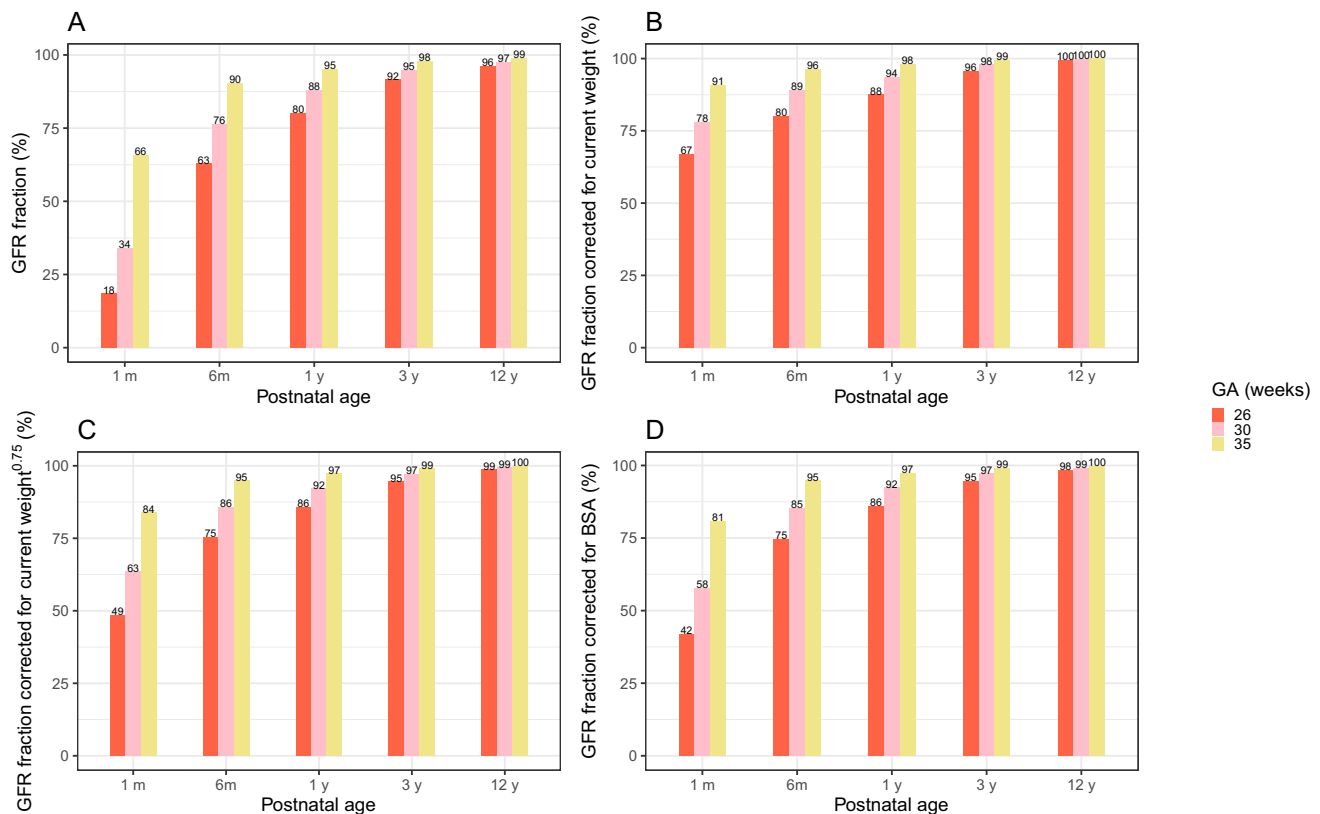 A
GFR fraction (%)
100
75
50
25
0
18 34 66
63 76 90
80 88 95
92 95 98
96 97 99
1 m 6m 1 y 3 y 12 y
Postnatal age
B
GFR fraction corrected for current weight (%)
100
75
50
25
0
67 78 91
80 89 96
88 94 98
96 98 99
100 100 100
1 m 6m 1 y 3 y 12 y
Postnatal age
GA (weeks)
26
30
35
C
GFR fraction corrected for current weight0.75 (%)
100
75
50
25
0
49 63 84
75 86 95
86 92 97
95 97 99
99 99 100
1 m 6m 1 y 3 y 12 y
Postnatal age
D
GFR fraction corrected for BSA (%)
100
75
50
25
0
42 58 81
75 85 95
86 92 97
95 97 99
98 99 100
1 m 6m 1 y 3 y 12 y
Postnatal age